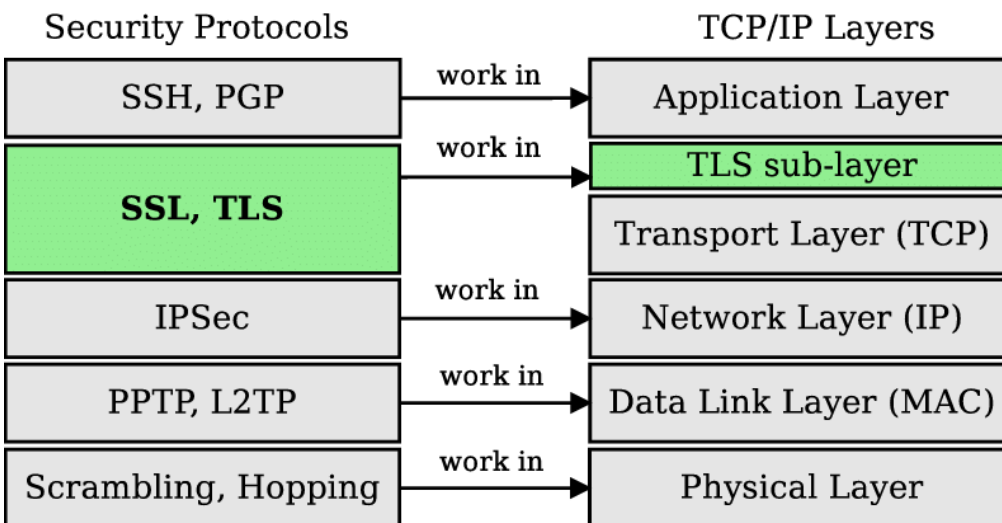 Security Protocols
TCP/IP Layers
SSH, PGP
work in
Application Layer
SSL, TLS
work in
TLS sub-layer
Transport Layer (TCP)
IPSec
work in
Network Layer (IP)
PPTP, L2TP
work in
Data Link Layer (MAC)
Scrambling, Hopping
work in
Physical Layer